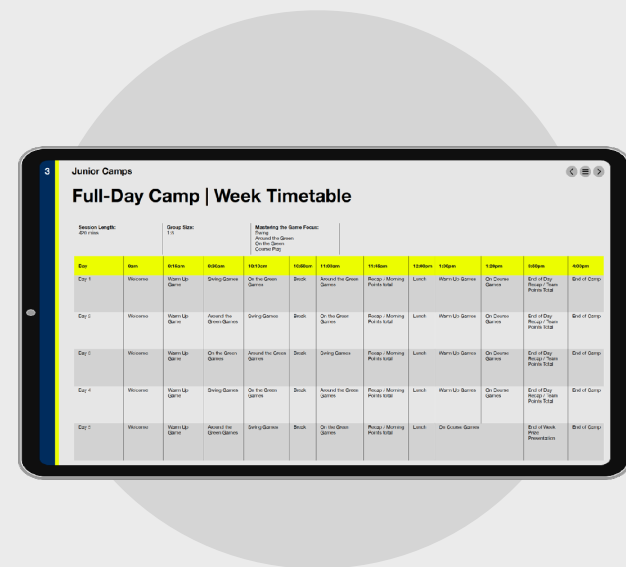 3
Junior Camps
Full-Day Camp | Week Timetable
Session Length:
420 mins
Group Size:
1:8
Mastering the Game Focus:
Swing
Around the Green
On the Green
Course Play
Day 9am 9:15am 9:30am 10:15am 11:00am 1:00pm 4:00pm
Day 1 Welcome Warm Up Game Swing Games On the Green Games Break Around the Green Games Recap / Morning Points total Lunch Warm Up Games On Course Games End of Day Recap / Team Points Total End of Camp
Day 2 Welcome Warm Up Game Around the Green Games Swing Games Break On the Green Games Recap / Morning Points total Lunch Warm Up Games On Course Games End of Day Recap / Team Points Total End of Camp
Day 3 Welcome Warm Up Game On the Green Games Around the Green Games Break Swing Games Recap / Morning Points total Lunch Warm Up Games On Course Games End of Day Recap / Team Points Total End of Camp
Day 4 Welcome Warm Up Game Swing Games On the Green Games Break Around the Green Games Recap / Morning Points total Lunch Warm Up Games On Course Games End of Day Recap / Team Points Total End of Camp
Day 5 Welcome Warm Up Game Around the Green Games Swing Games Break On the Green Games Recap / Morning Points total Lunch On Course Games End of Week Prize Presentation End of Camp